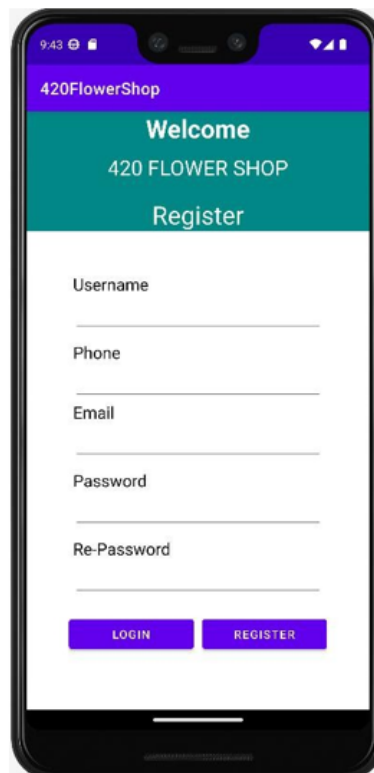 9:43
420FlowerShop
Welcome
420 FLOWER SHOP
Register
Username
Phone
Email
Password
Re-Password
LOGIN REGISTER